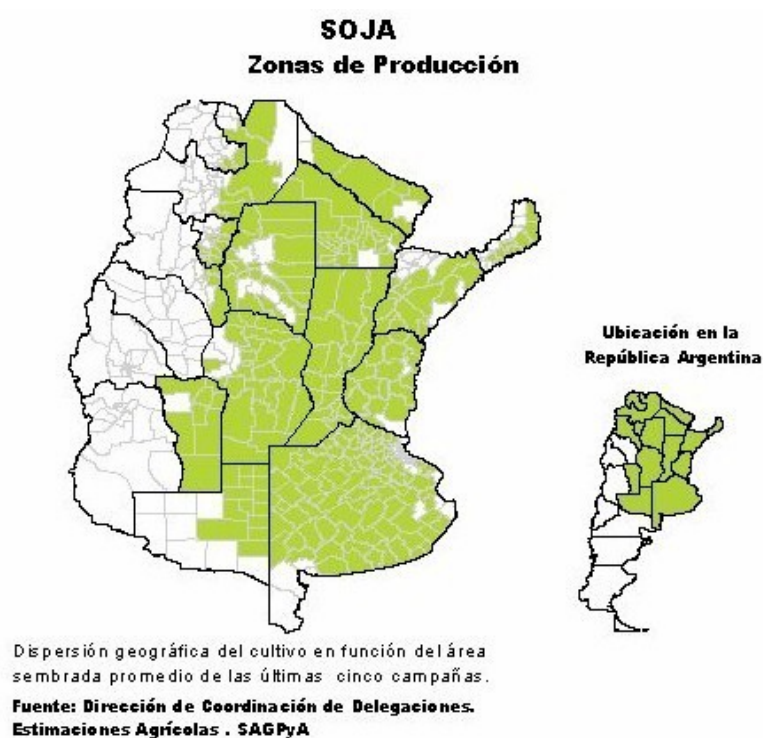 SOJA
Zonas de Producción
Ubicación en la
República Argentina
Dispersión geográfica del cultivo en función del área
sembrada promedio de las últimas cinco campañas.
Fuente: Dirección de Coordinación de Delegaciones.
Estimaciones Agrícolas . SAGPyA